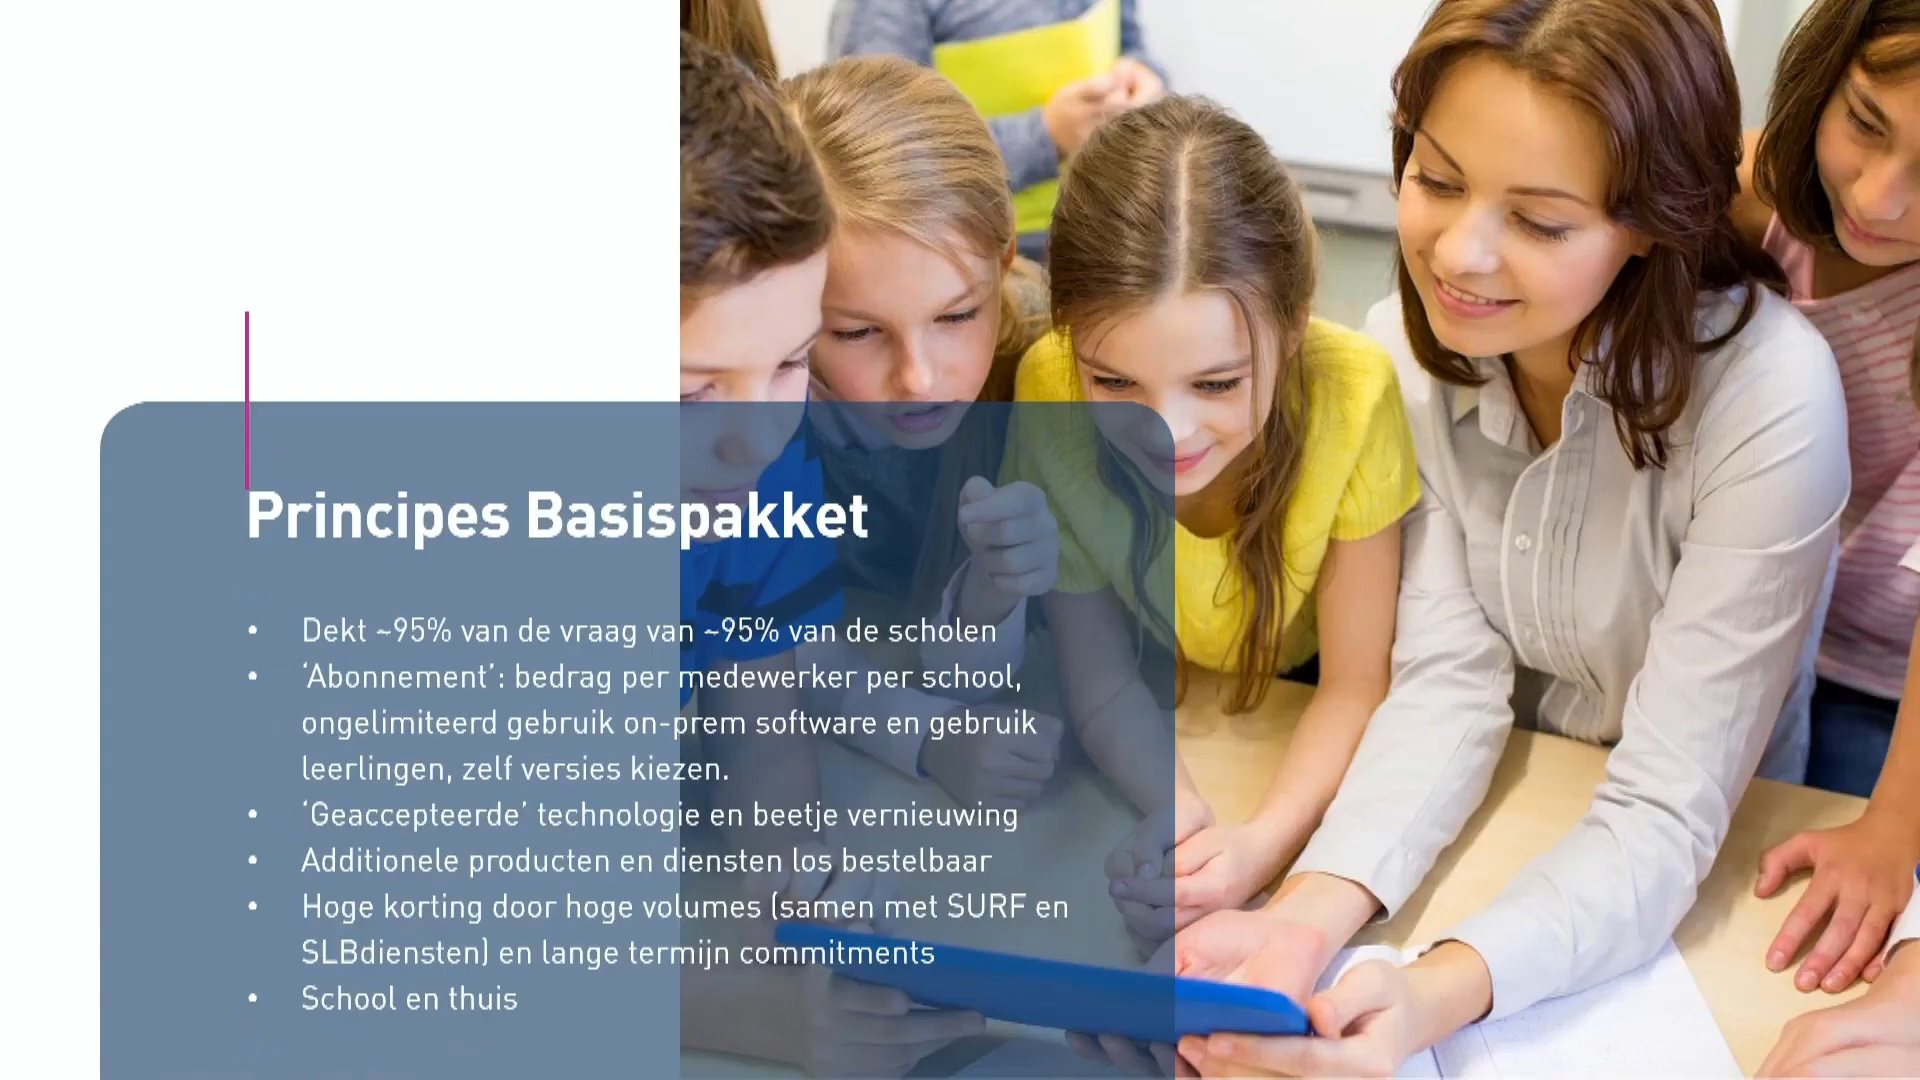 Principes Basispakket
• Dekt ~95% van de vraag van ~95% van de scholen
• ‘Abonnement’: bedrag per medewerker per school,
ongelimiteerd gebruik on-prem software en gebruik
leerlingen, zelf versies kiezen.
• ‘Geaccepteerde’ technologie en beetje vernieuwing
• Additionele producten en diensten los bestelbaar
• Hoge korting door hoge volumes (samen met SURF en
SLBdiensten) en lange termijn commitments
• School en thuis